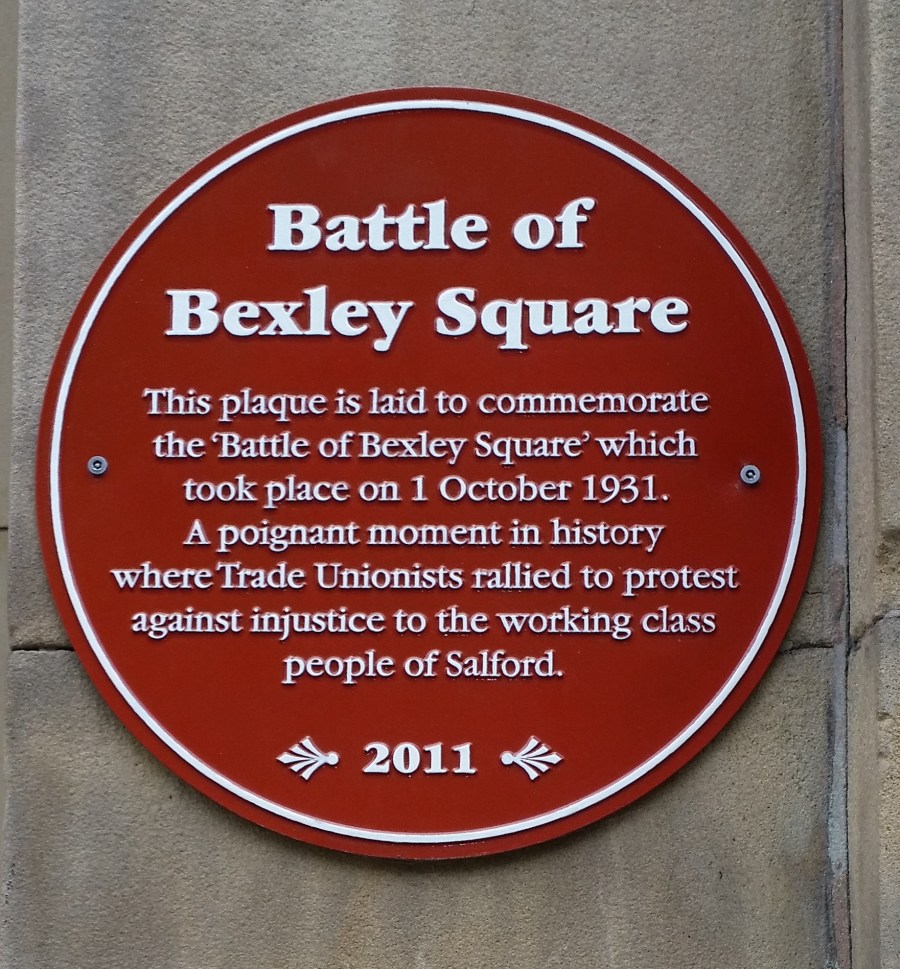 Battle of
Bexley Square
This plaque is laid to commemorate
the ‘Battle of Bexley Square’ which
took place on 1 October 1931.
A poignant moment in history
where Trade Unionists rallied to protest
against injustice to the working class
people of Salford.
2011